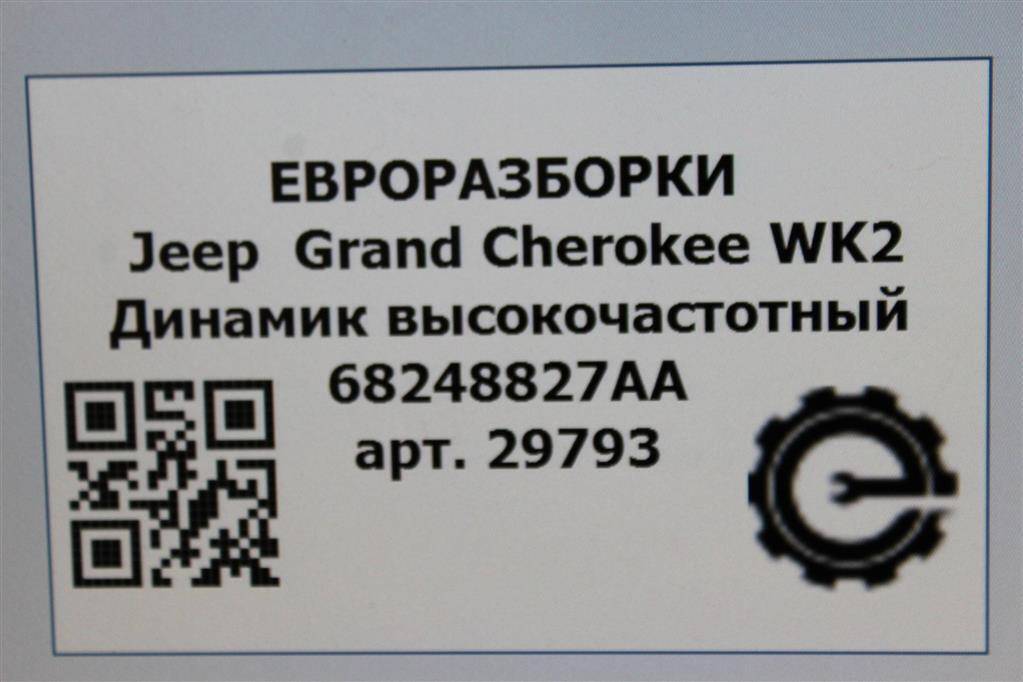 ЕВРОРАЗБОРКИ
Jeep Grand Cherokee WK2
Динамик высокочастотный
68248827AA
арт. 29793